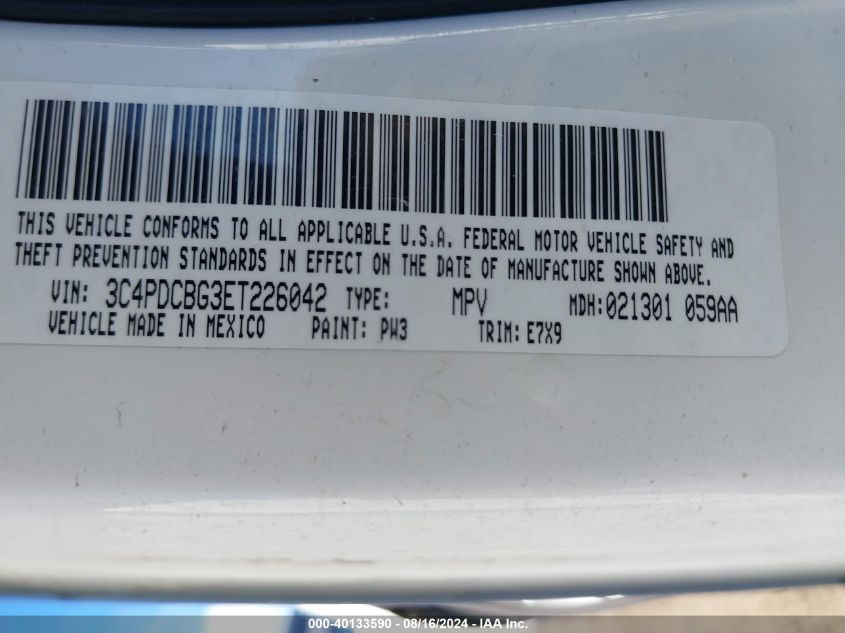 THIS VEHICLE CONFORMS TO ALL APPLICABLE U.S.A. FEDERAL MOTOR VEHICLE SAFETY AND
THEFT PREVENTION STANDARDS IN EFFECT ON THE DATE OF MANUFACTURE SHOWN ABOVE.
VIN: 3C4PDCBG3ET226042 TYPE: MPV MDH:021301 059AA
VEHICLE MADE IN MEXICO PAINT: PW3 TRIM: E7X9
000-40133590 - 08/16/2024 - IAA Inc.